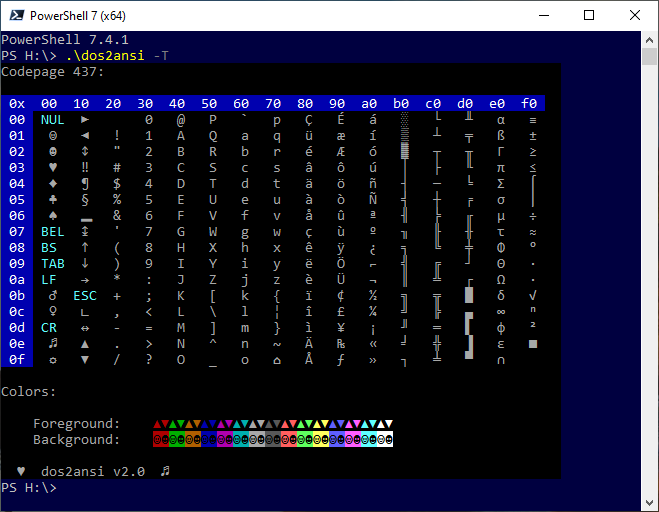 PowerShell 7 (x64)
PowerShell 7.4.1
PS H:\> .\dos2ansi -T
Codepage 437:
0x 00 10 20 30 40 50 60 70 80 90 a0 b0 c0 d0 e0 f0
00 NUL ► 0 @ P ` p Ç É á ░ └ ╨ α ≡
01 ☺ ◄ ! 1 A Q a q ü æ í ▒ ┴ ╤ ß ±
02 ☻ ↕ " 2 B R b r é Æ ó ▓ ┬ ╥ Γ ≥
03 ♥ ‼ # 3 C S c s â ô ú │ ├ ╙ π ≤
04 ♦ ¶ $ 4 D T d t ä ö ñ ┤ ─ ╘ Σ ⌠
05 ♣ § % 5 E U e u à ò Ñ ╡ ┼ ╒ σ ⌡
06 ♠ ▬ & 6 F V f v å û ª ╢ ╞ ╓ µ ÷
07 BEL ↨ ' 7 G W g w ç ù º ╖ ╟ ╫ τ ≈
08 BS ↑ ( 8 H X h x ê ÿ ¿ ╕ ╚ ╪ Φ °
09 TAB ↓ ) 9 I Y i y ë Ö ⌐ ╣ ╔ ┘ Θ ∙
0a LF → * : J Z j z è Ü ¬ ║ ╩ ┌ Ω ·
0b ♂ ESC + ; K [ k { ï ¢ ½ ╗ ╦ █ δ √
0c ♀ ∟ , < L \ l ¦ î £ ¼ ╝ ╠ ▄ ∞ ⁿ
0d CR ↔ - = M ] m } ì ¥ ¡ ╜ ═ ▌ φ ²
0e ♬ ▲ . > N ^ n ~ Ä ₧ « ╛ ╬ ▐ ε ■
0f ☼ ▼ / ? O _ o ⌂ Å ƒ » ┐ ╧ ▀ ∩
Colors:
Foreground: ▲▼▲▼▲▼▲▼▲▼▲▼▲▼▲▼▲▼▲▼▲▼▲▼▲▼▲▼▲▼
Background: ☺☻☺☻☺☻☺☻☺☻☺☻☺☻☺☻☺☻☺☻☺☻☺☻☺☻☺☻☺☻
♥ dos2ansi v2.0 ♬
PS H:\>